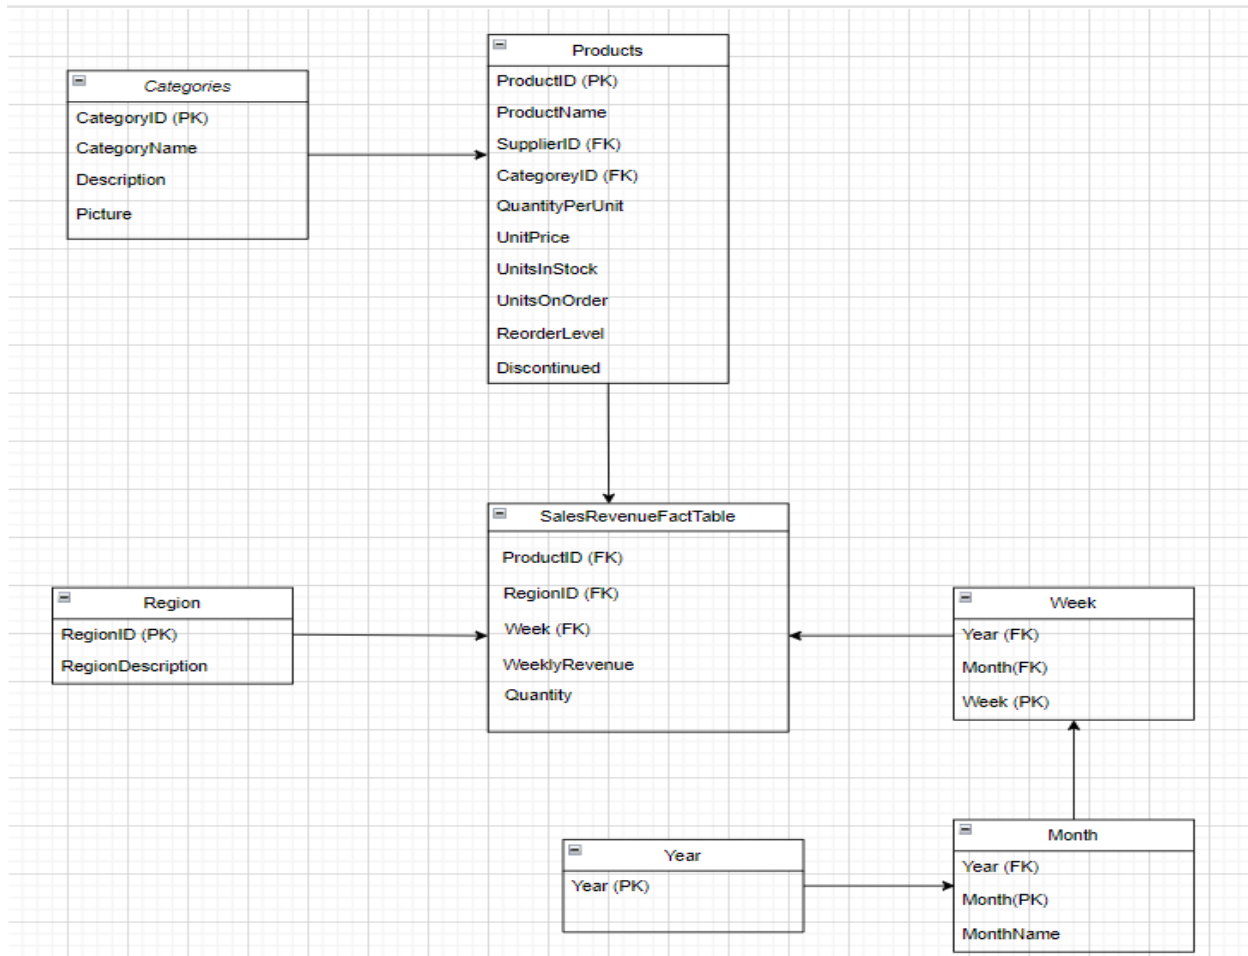 Products
ProductID (PK)
ProductName
SupplierID (FK)
CategoreyID (FK)
QuantityPerUnit
UnitPrice
UnitsInStock
UnitsOnOrder
ReorderLevel
Discontinued
Categories
CategoryID (PK)
CategoryName
Description
Picture
SalesRevenueFactTable
ProductID (FK)
RegionID (FK)
Week (FK)
WeeklyRevenue
Quantity
Region
RegionID (PK)
RegionDescription
Week
Year (FK)
Month(FK)
Week (PK)
Year
Year (PK)
Month
Year (FK)
Month(PK)
MonthName